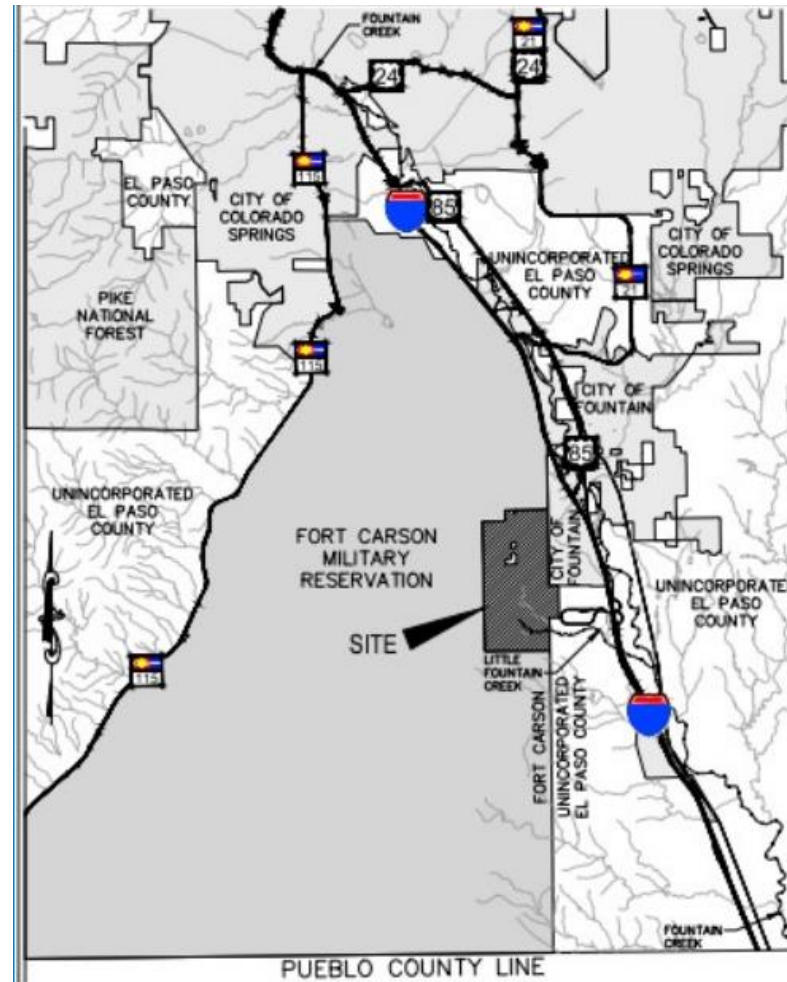 FOUNTAIN
CREEK
21
24
24
115
EL PASO
COUNTY
CITY OF
COLORADO
SPRINGS
85
UNINCORPORATED
EL PASO
COUNTY
CITY OF
COLORADO
SPRINGS
21
PIKE
NATIONAL
FOREST
115
CITY OF
FOUNTAIN
85
UNINCORPORATED
EL PASO
COUNTY
FORT CARSON
MILITARY
RESERVATION
CITY OF
FOUNTAIN
UNINCORPORATED
EL PASO
COUNTY
SITE
LITTLE
FOUNTAIN
CREEK
115
FORT CARSON
UNINCORPORATED
EL PASO COUNTY
FOUNTAIN
CREEK
PUEBLO COUNTY LINE